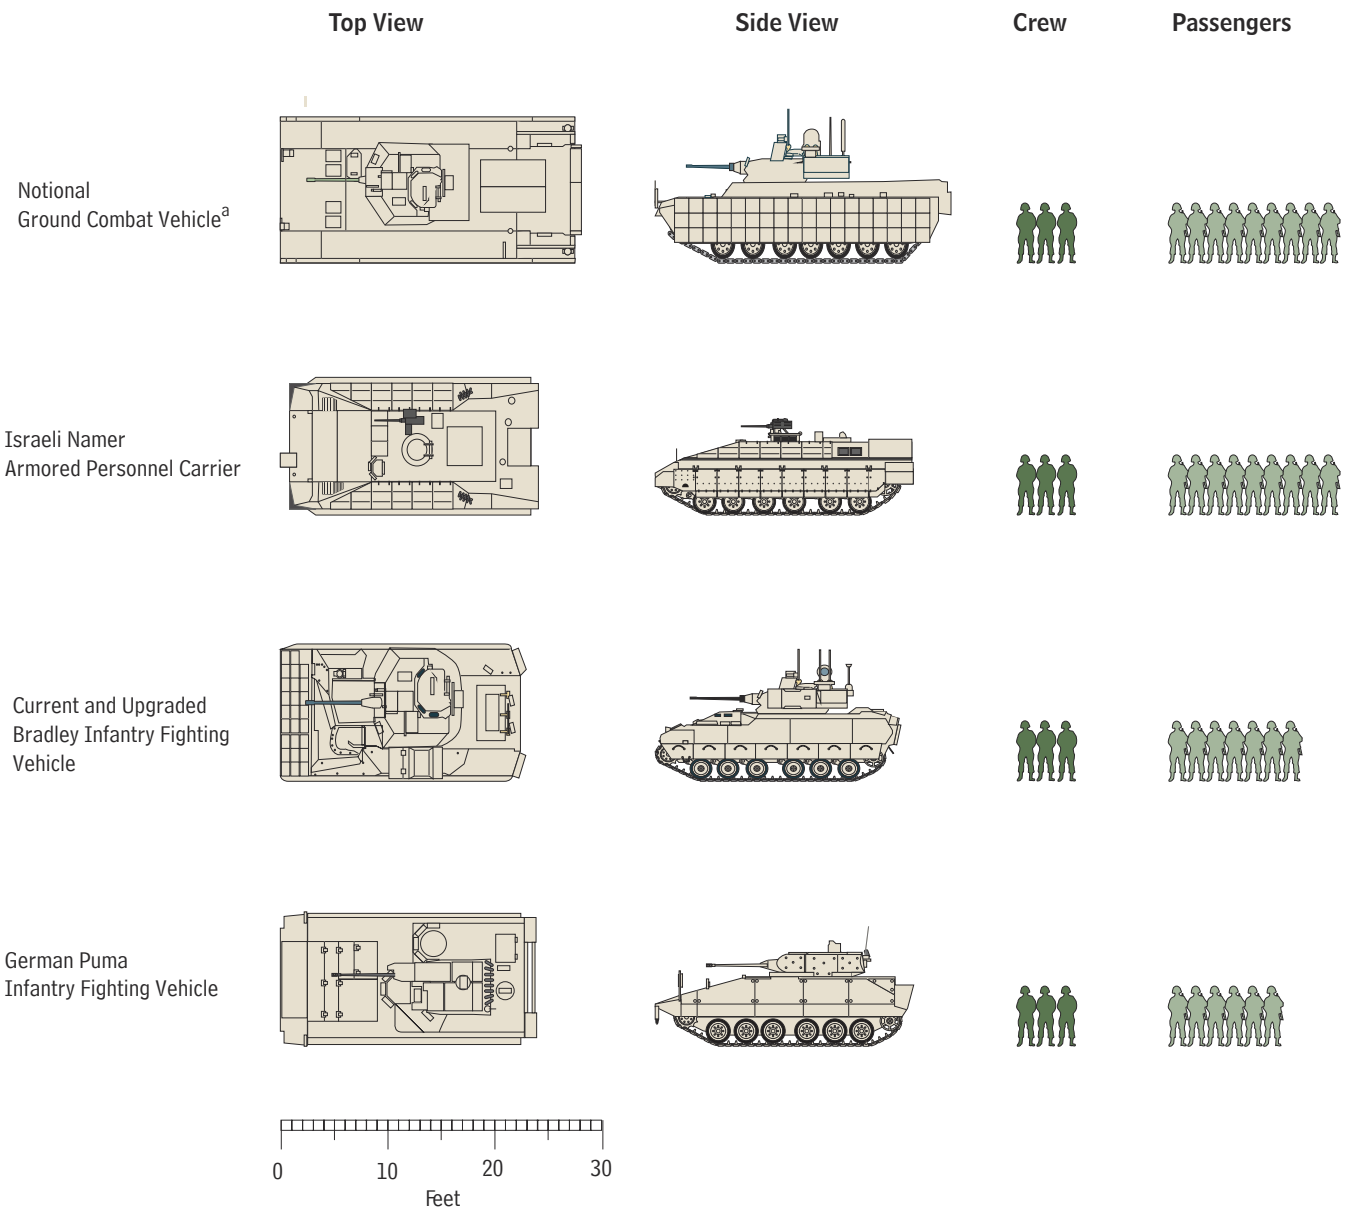 Top View
Side View
Crew
Passengers
Notional
Ground Combat Vehicleª
Israeli Namer
Armored Personnel Carrier
Current and Upgraded
Bradley Infantry Fighting
Vehicle
German Puma
Infantry Fighting Vehicle
0 10 20 30
Feet